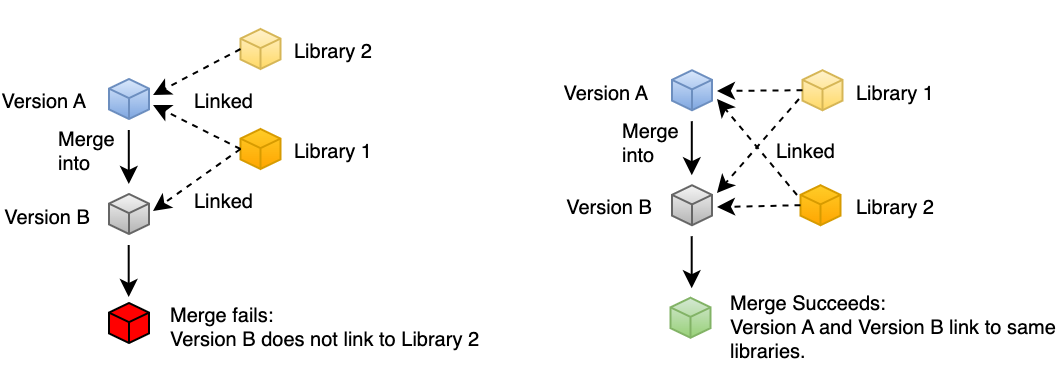 Library 2
Version A
Linked
Merge
into
Library 1
Linked
Version B
Merge fails:
Version B does not link to Library 2
Version A
Library 1
Merge
into
Linked
Version B
Library 2
Merge Succeeds:
Version A and Version B link to same
libraries.